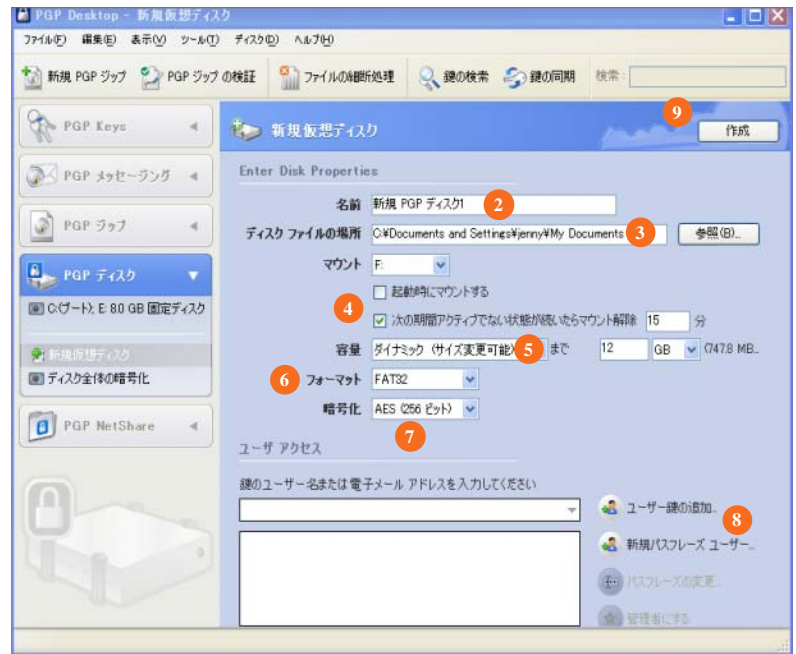 PGP Desktop - 新規仮想ディスク
ファイル(F) 編集(E) 表示(V) ツール(T) ディスク(D) ヘルプ(H)
新規 PGP ジップ PGP ジップ の検証 ファイルの細断処理 鍵の検索 鍵の同期 検索:
PGP Keys
新規仮想ディスク
9
作成
PGP メッセージング
PGP ジップ
PGP ディスク
C:(ブート), E: 80 GB 固定ディスク
新規仮想ディスク
ディスク全体の暗号化
PGP NetShare
Enter Disk Properties
名前 新規 PGP ディスク1 2
ディスク ファイルの場所 C:¥Documents and Settings¥jenny¥My Documents 3 参照(B)...
マウント F:
起動時にマウントする
4
次の期間アクティブでない状態が続いたらマウント解除 15 分
容量 ダイナミック (サイズ変更可能) 5 まで 12 GB (747.8 MB...
6 フォーマット FAT32
暗号化 AES (256 ビット)
7
ユーザ アクセス
鍵のユーザー名または電子メール アドレスを入力してください
ユーザー鍵の追加...
8
新規パスフレーズ ユーザー...
パスフレーズの変更...
管理者にする